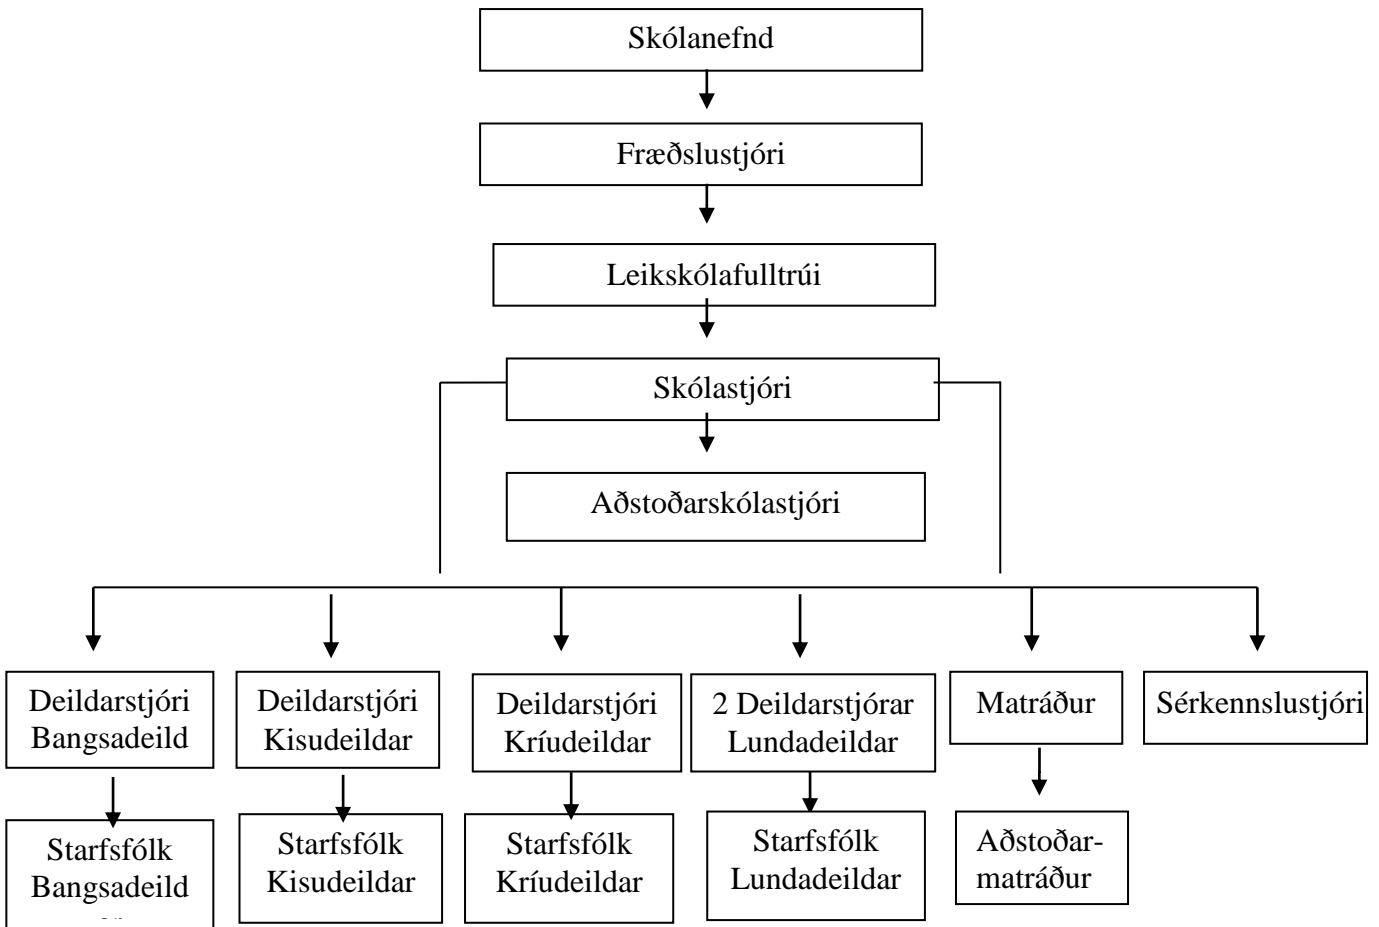 Skólanefnd
Fræðslustjóri
Leikskólafulltrúi
Skólastjóri
Aðstoðarskólastjóri
Deildarstjóri
Bangsadeild
Deildarstjóri
Kisudeildar
Deildarstjóri
Kríudeildar
2 Deildarstjórar
Lundadeildar
Matráður
Sérkennslustjóri
Starfsfólk
Bangsadeild
Starfsfólk
Kisudeildar
Starfsfólk
Kríudeildar
Starfsfólk
Lundadeildar
Aðstoðar-
matráður